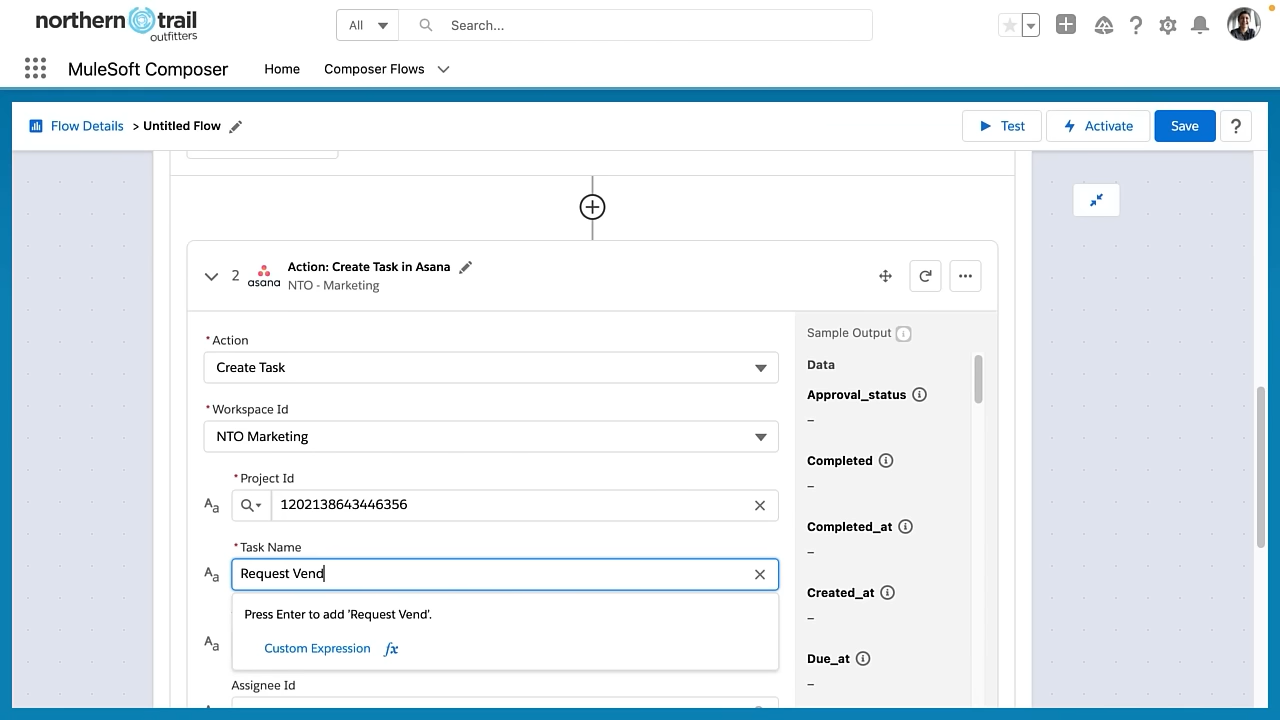 northern trail
outfitters
All
Search...
MuleSoft Composer
Home
Composer Flows
Flow Details > Untitled Flow
Test
Activate
Save
?
2
asana
Action: Create Task in Asana
NTO - Marketing
* Action
Create Task
* Workspace Id
NTO Marketing
* Project Id
Aa
1202138643446356
* Task Name
Aa
Request Vend
Press Enter to add 'Request Vend'.
Custom Expression fx
Aa
Assignee Id
Sample Output
Data
Approval_status
–
Completed
–
Completed_at
–
Created_at
–
Due_at
–